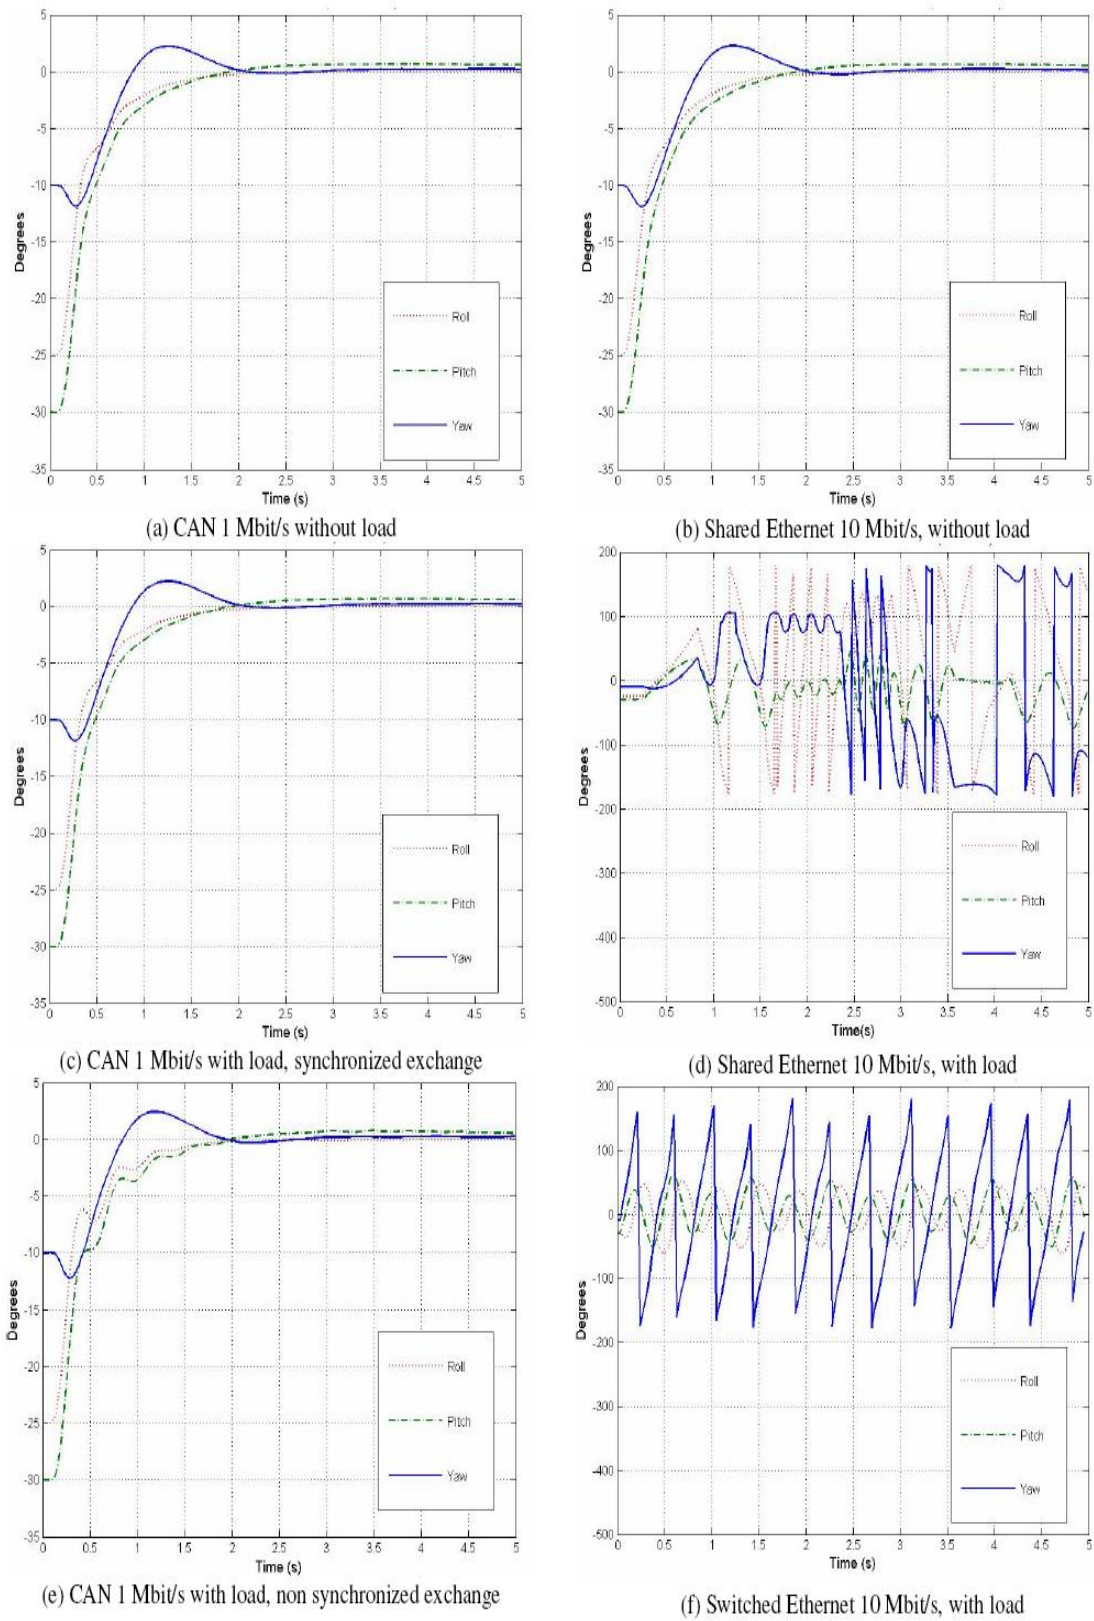 5
0
-5
-10
-15
-20
-25
-30
-35
Degrees
Roll
Pitch
Yaw
0 0.5 1 1.5 2 2.5 3 3.5 4 4.5 5
Time (s)
(a) CAN 1 Mbit/s without load
5
0
-5
-10
-15
-20
-25
-30
-35
Degrees
Roll
Pitch
Yaw
0 0.5 1 1.5 2 2.5 3 3.5 4 4.5 5
Time (s)
(b) Shared Ethernet 10 Mbit/s, without load
5
0
-5
-10
-15
-20
-25
-30
-35
Degrees
Roll
Pitch
Yaw
0 0.5 1 1.5 2 2.5 3 3.5 4 4.5 5
Time (s)
(c) CAN 1 Mbit/s with load, synchronized exchange
200
100
0
-100
-200
-300
-400
-500
Degrees
Roll
Pitch
Yaw
0 0.5 1 1.5 2 2.5 3 3.5 4 4.5 5
Time(s)
(d) Shared Ethernet 10 Mbit/s, with load
5
0
-5
-10
-15
-20
-25
-30
-35
Degrees
Roll
Pitch
Yaw
0 0.5 1 1.5 2 2.5 3 3.5 4 4.5 5
Time (s)
(e) CAN 1 Mbit/s with load, non synchronized exchange
200
100
0
-100
-200
-300
-400
-500
Degrees
Roll
Pitch
Yaw
0 0.5 1 1.5 2 2.5 3 3.5 4 4.5 5
Time (s)
(f) Switched Ethernet 10 Mbit/s, with load